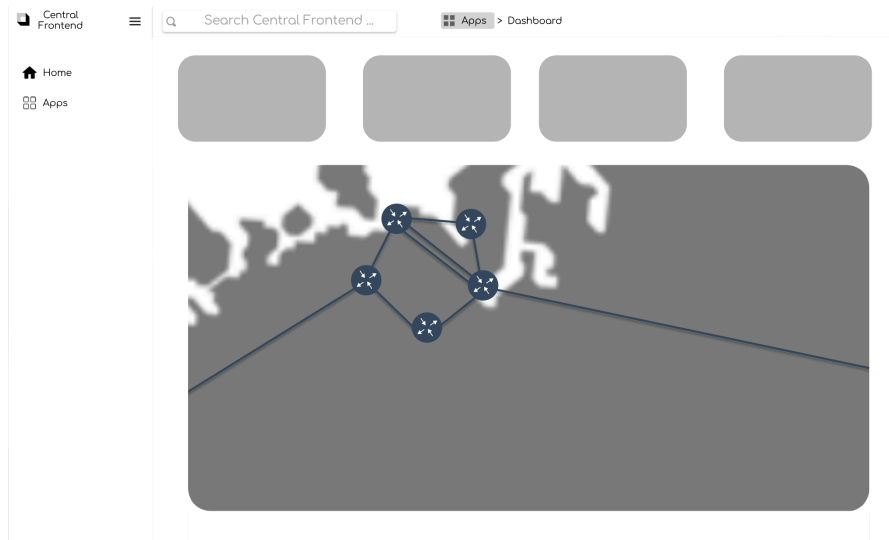 Central
Frontend
Search Central Frontend ...
Apps > Dashboard
Home
Apps